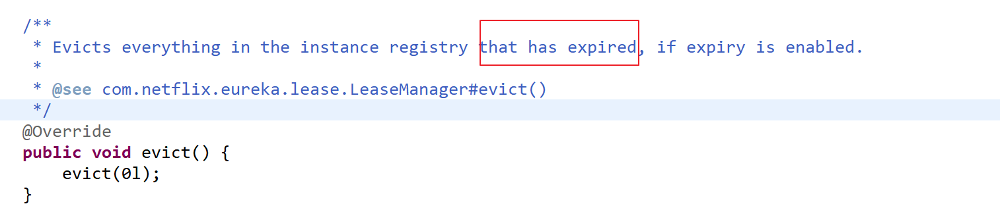 /**
* Evicts everything in the instance registry that has expired, if expiry is enabled.
*
* @see com.netflix.eureka.lease.LeaseManager#evict()
*/
@Override
public void evict() {
evict(0l);
}